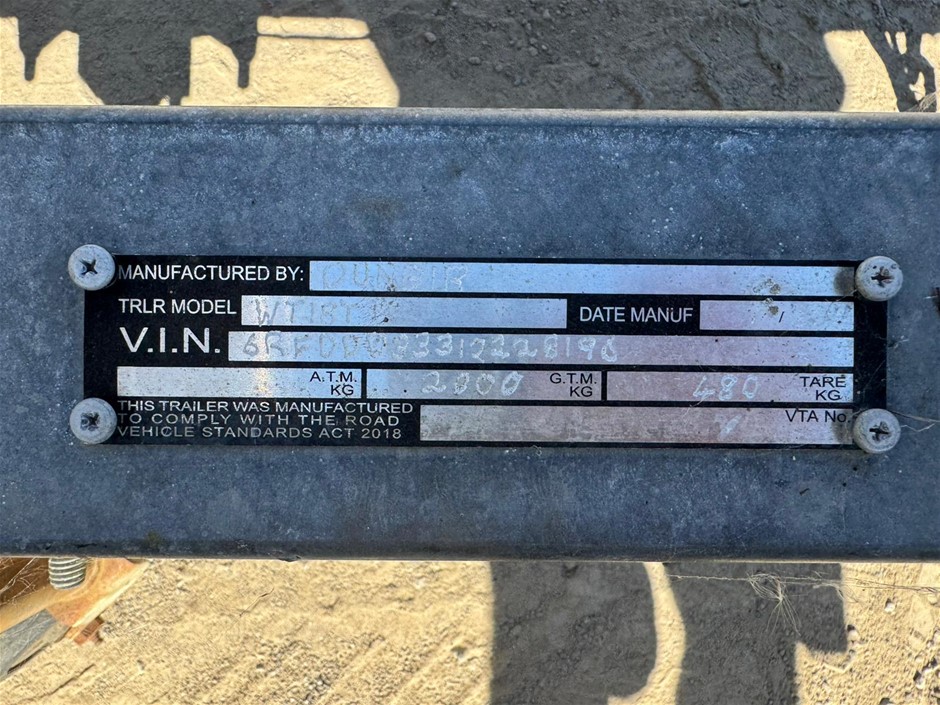 MANUFACTURED BY: DUNBUR
TRLR MODEL DATE MANUF /
V.I.N.
A.T.M. KG 2000 G.T.M. KG 480 TARE KG
THIS TRAILER WAS MANUFACTURED
TO COMPLY WITH THE ROAD
VEHICLE STANDARDS ACT 2018
VTA No.